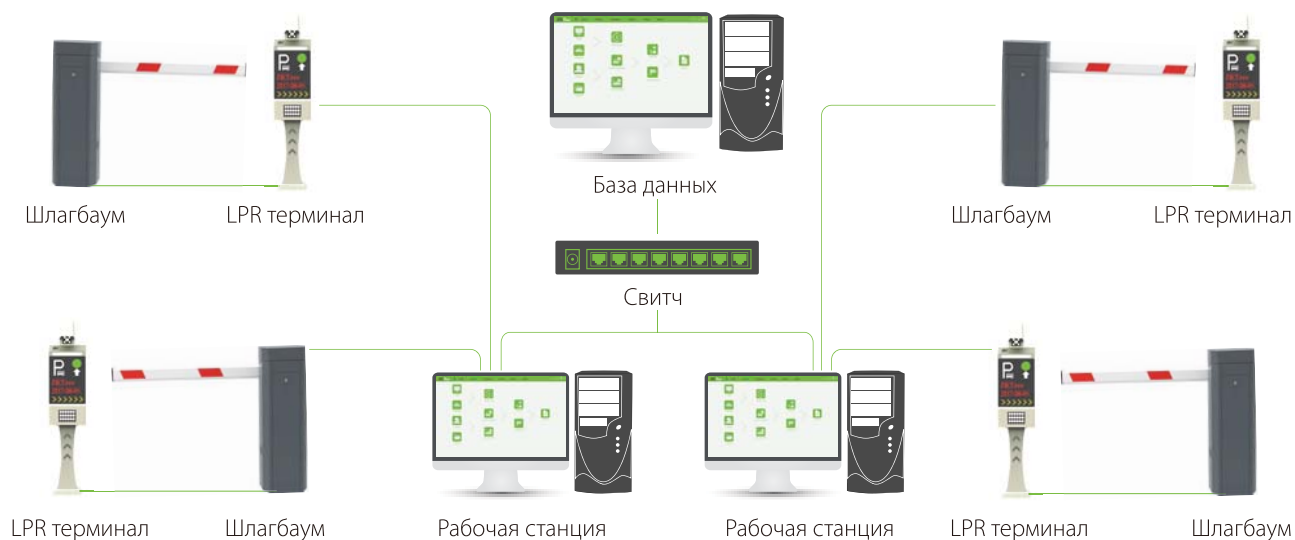 База данных
Шлагбаум
LPR терминал
Шлагбаум
LPR терминал
Свитч
LPR терминал
Шлагбаум
Рабочая станция
Рабочая станция
LPR терминал
Шлагбаум